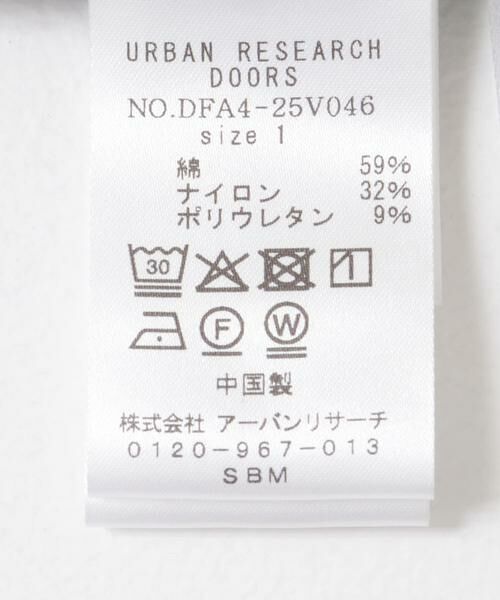 URBAN RESEARCH
DOORS
NO.DFA4-25V046
size 1
綿 59%
ナイロン 32%
ポリウレタン 9%
30
F W
中国製
株式会社 アーバンリサーチ
0120-967-013
SBM